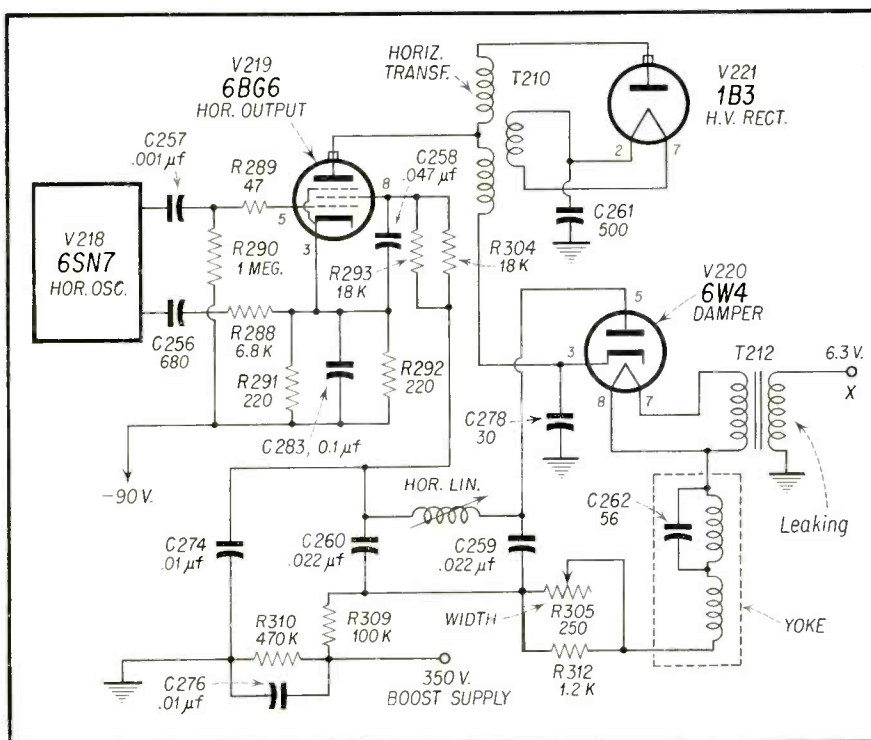 V219
6BG6
HOR. OUTPUT
HORIZ.
TRANSF.
T210
V221
1B3
H.V. RECT.
2
7
C257
.001 µf
R289
47
5
8
3
C258
.047 µf
C261
500
V218
6SN7
HOR. OSC.
R290
1 MEG.
R293
18 K
R304
18 K
V220
6W4
DAMPER
5
3
8
7
T212
6.3 V.
X
C256
680
R288
6.8 K
R291
220
R292
220
C283, 0.1 µf
C278
30
-90 V.
HOR. LIN.
C262
56
Leaking
C274
.01 µf
C260
.022 µf
C259
.022 µf
R310
470 K
R309
100 K
WIDTH
R305
250
YOKE
R312
1.2 K
C276
.01 µf
350 V.
BOOST SUPPLY